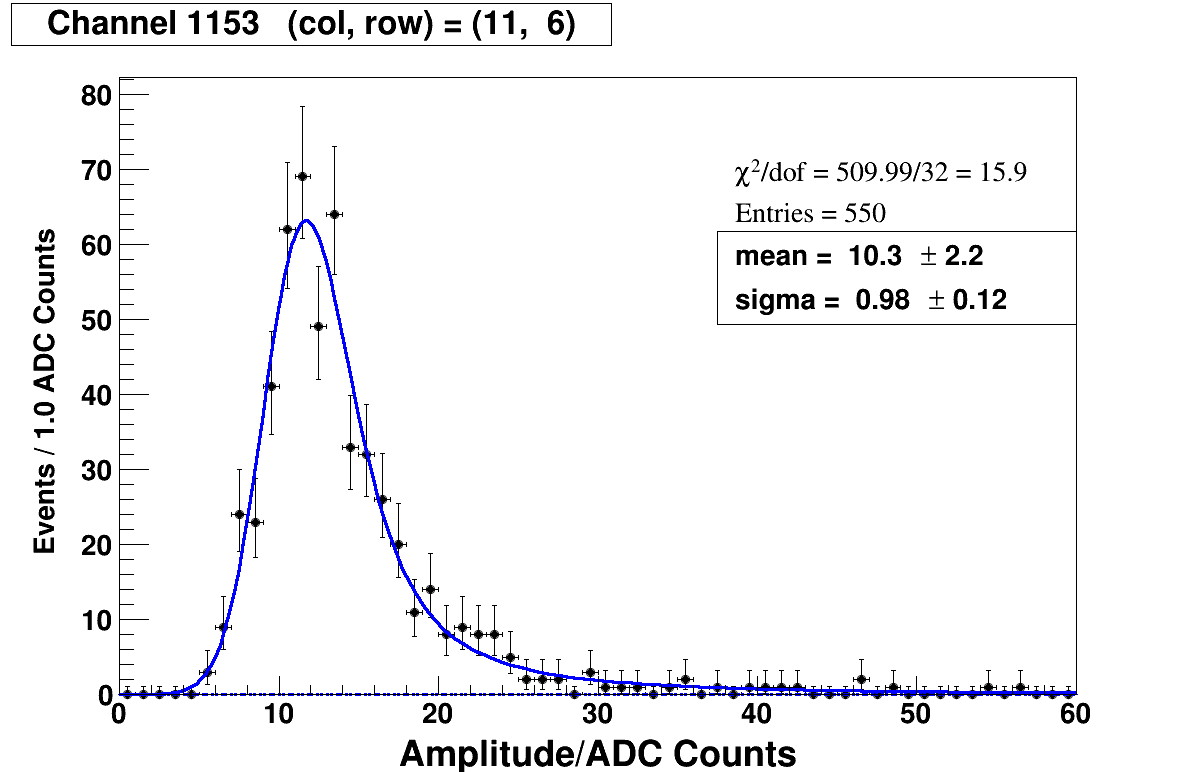 Channel 1153 (col, row) = (11, 6)
χ²/dof = 509.99/32 = 15.9
Entries = 550
mean = 10.3 ± 2.2
sigma = 0.98 ± 0.12
Events / 1.0 ADC Counts
80
70
60
50
40
30
20
10
0
0 10 20 30 40 50 60
Amplitude/ADC Counts